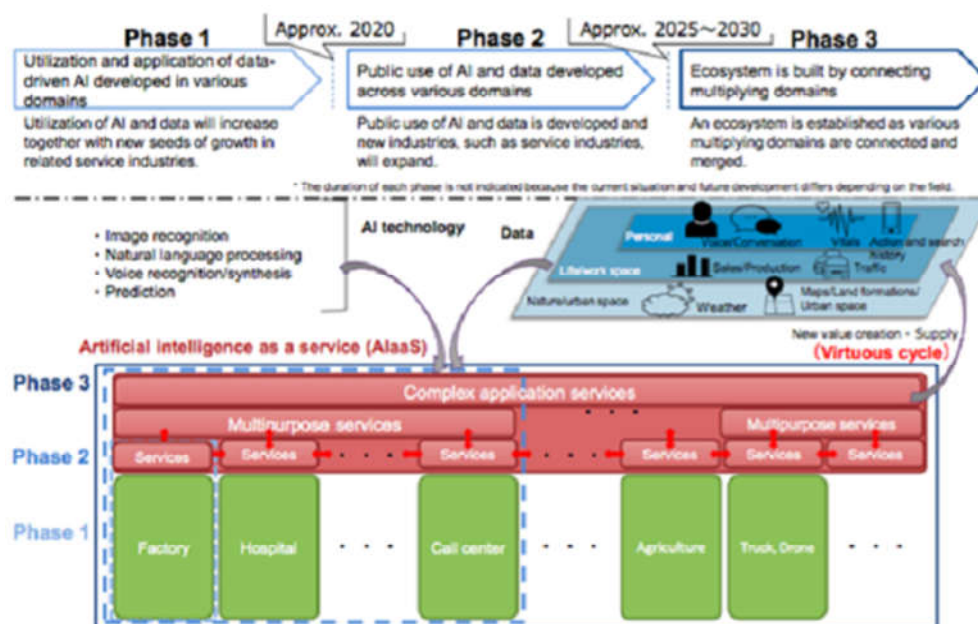 Phase 1
Approx. 2020
Phase 2
Approx. 2025～2030
Phase 3
Utilization and application of data-
driven AI developed in various
domains
Public use of AI and data developed
across various domains
Ecosystem is built by connecting
multiplying domains
Utilization of AI and data will increase
together with new seeds of growth in
related service industries.
Public use of AI and data is developed and
new industries, such as service industries,
will expand.
An ecosystem is established as various
multiplying domains are connected and
merged.
* The duration of each phase is not indicated because the current situation and future development differs depending on the field.
・Image recognition
・Natural language processing
・Voice recognition/synthesis
・Prediction
AI technology
Data
Personal
Voice/Conversation
Vitals
Action and search
history
Life/work space
Sales/Production
Traffic
Nature/urban space
Weather
Maps/Land formations/
Urban space
New value creation・Supply
(Virtuous cycle)
Artificial intelligence as a service (AIaaS)
Phase 3
Complex application services
Multipurpose services
. . .
Multipurpose services
Phase 2
Services
Services
. . .
Services
. . .
Services
Services
Services
Phase 1
Factory
Hospital
. . .
Call center
. . .
Agriculture
Truck, Drone
. . .